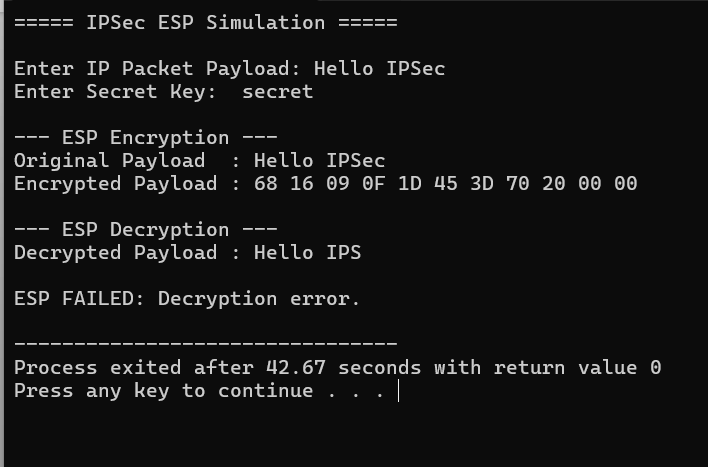 ===== IPSec ESP Simulation =====
Enter IP Packet Payload: Hello IPSec
Enter Secret Key:  secret
--- ESP Encryption ---
Original Payload  : Hello IPSec
Encrypted Payload : 68 16 09 0F 1D 45 3D 70 20 00 00
--- ESP Decryption ---
Decrypted Payload : Hello IPS
ESP FAILED: Decryption error.
--------------------------------
Process exited after 42.67 seconds with return value 0
Press any key to continue . . .